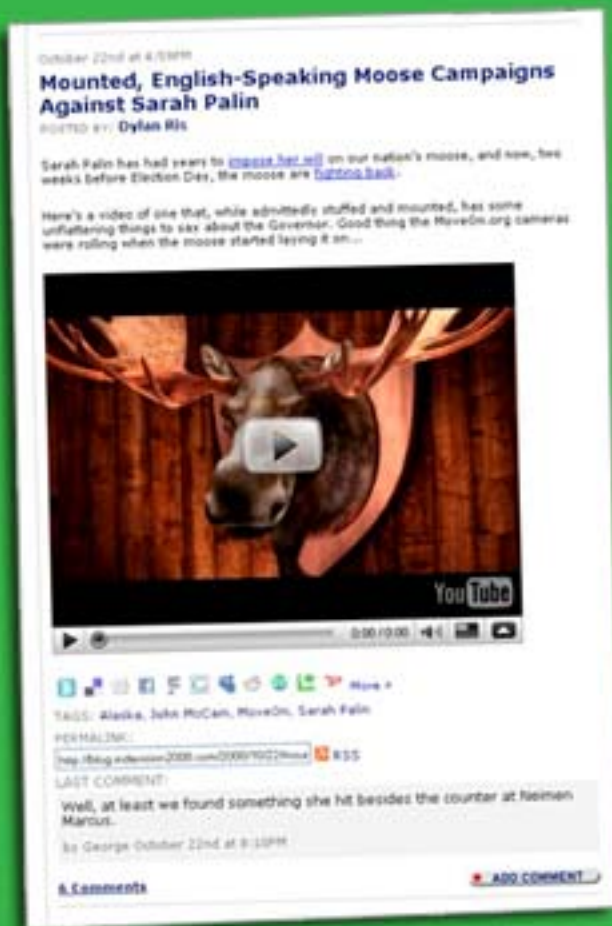 October 22nd at 4:59PM
Mounted, English-Speaking Moose Campaigns
Against Sarah Palin
POSTED BY: Dylan Ris
Sarah Palin has had years to impose her will on our nation's moose, and now, two
weeks before Election Day, the moose are fighting back.
Here's a video of one that, while admittedly stuffed and mounted, has some
unflattering things to say about the Governor. Good thing the MoveOn.org cameras
were rolling when the moose started laying it on...
YouTube
0:00 / 0:00
More »
TAGS: Alaska, John McCain, MoveOn, Sarah Palin
PERMALINK:
RSS
LAST COMMENT:
Well, at least we found something she hit besides the counter at Neimen
Marcus.
by George October 22nd at 8:10PM
6 Comments
ADD COMMENT